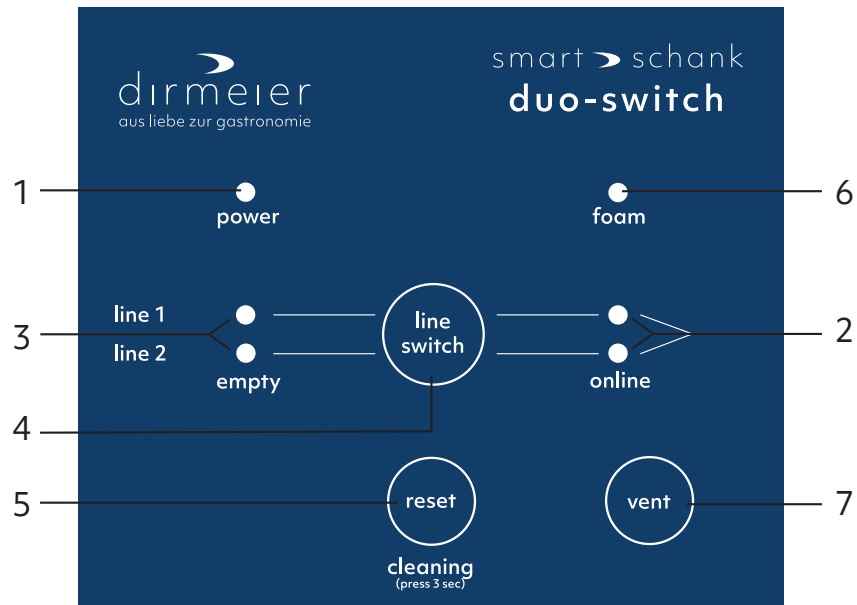 dirmeier
aus liebe zur gastronomie
smart schank
duo-switch
1
power
foam
6
3
line 1
line 2
empty
line
switch
online
2
4
5
reset
vent
7
cleaning
(press 3 sec)